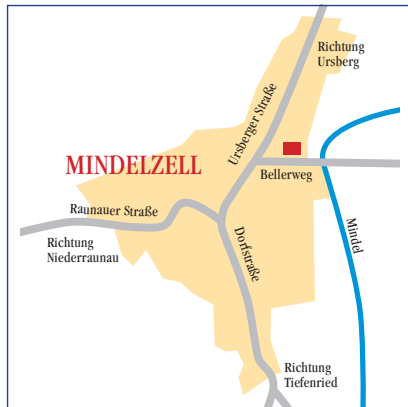 Richtung
Ursberg
Ursberger Straße
MINDELZELL
Bellerweg
Raunauer Straße
Mindel
Dorfstraße
Richtung
Niederraunau
Richtung
Tiefenried